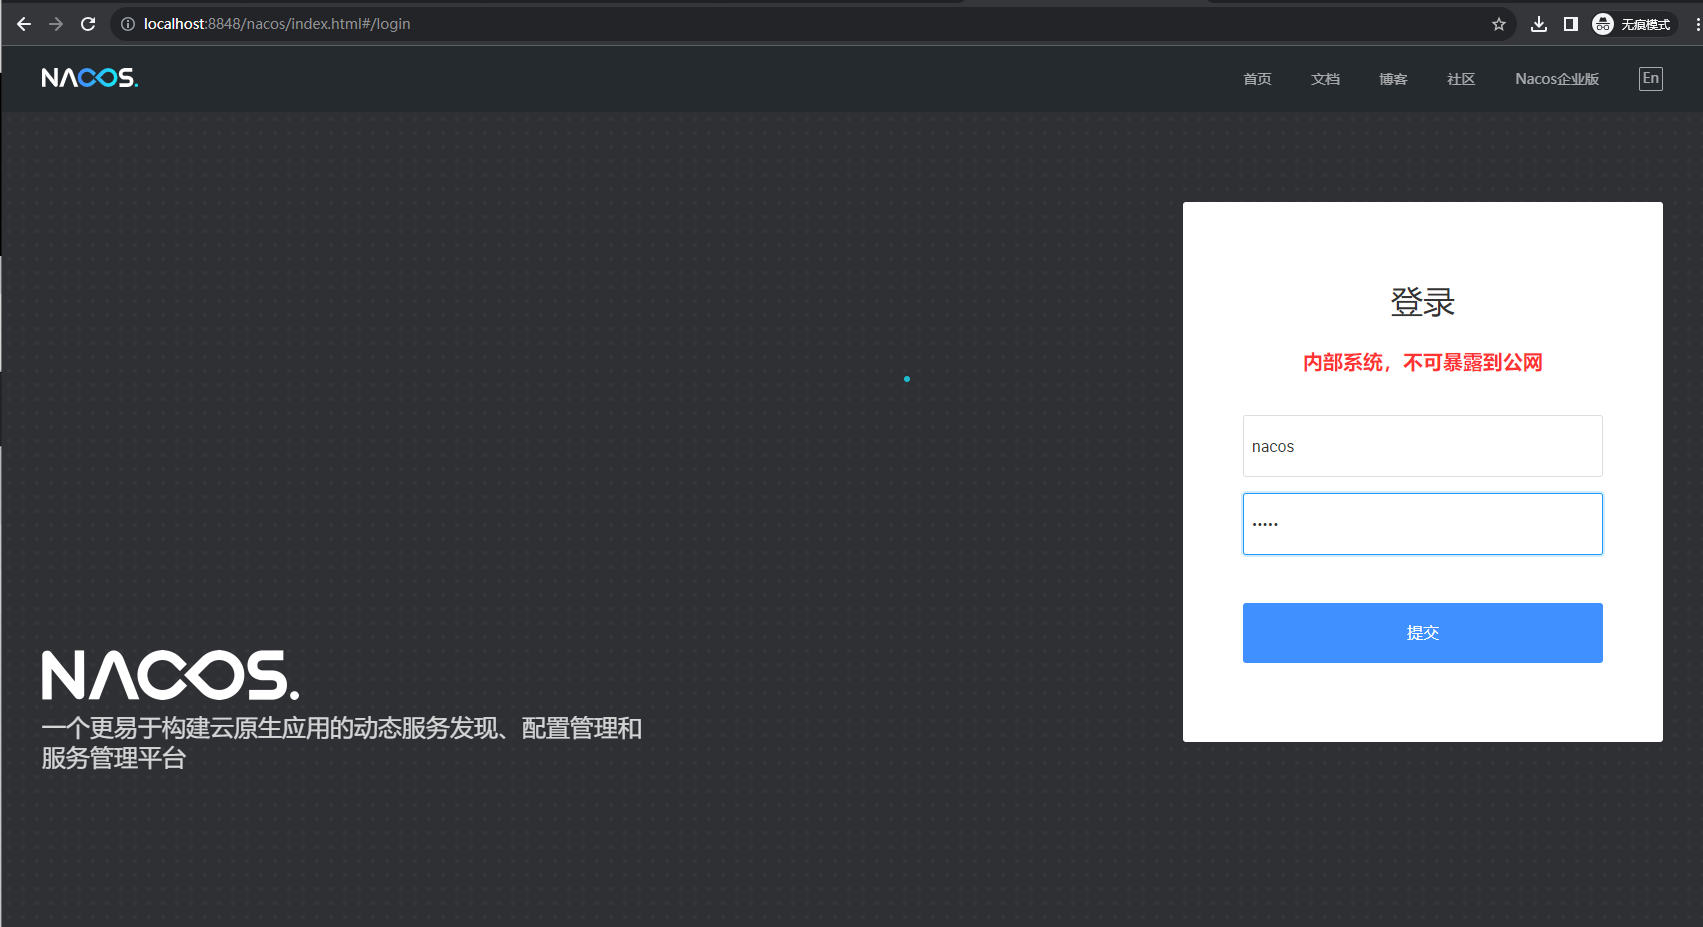 localhost:8848/nacos/index.html#/login
无痕模式
NACOS.
首页
文档
博客
社区
Nacos企业版
En
登录
内部系统，不可暴露到公网
nacos
•••••
提交
NACOS.
一个更易于构建云原生应用的动态服务发现、配置管理和
服务管理平台